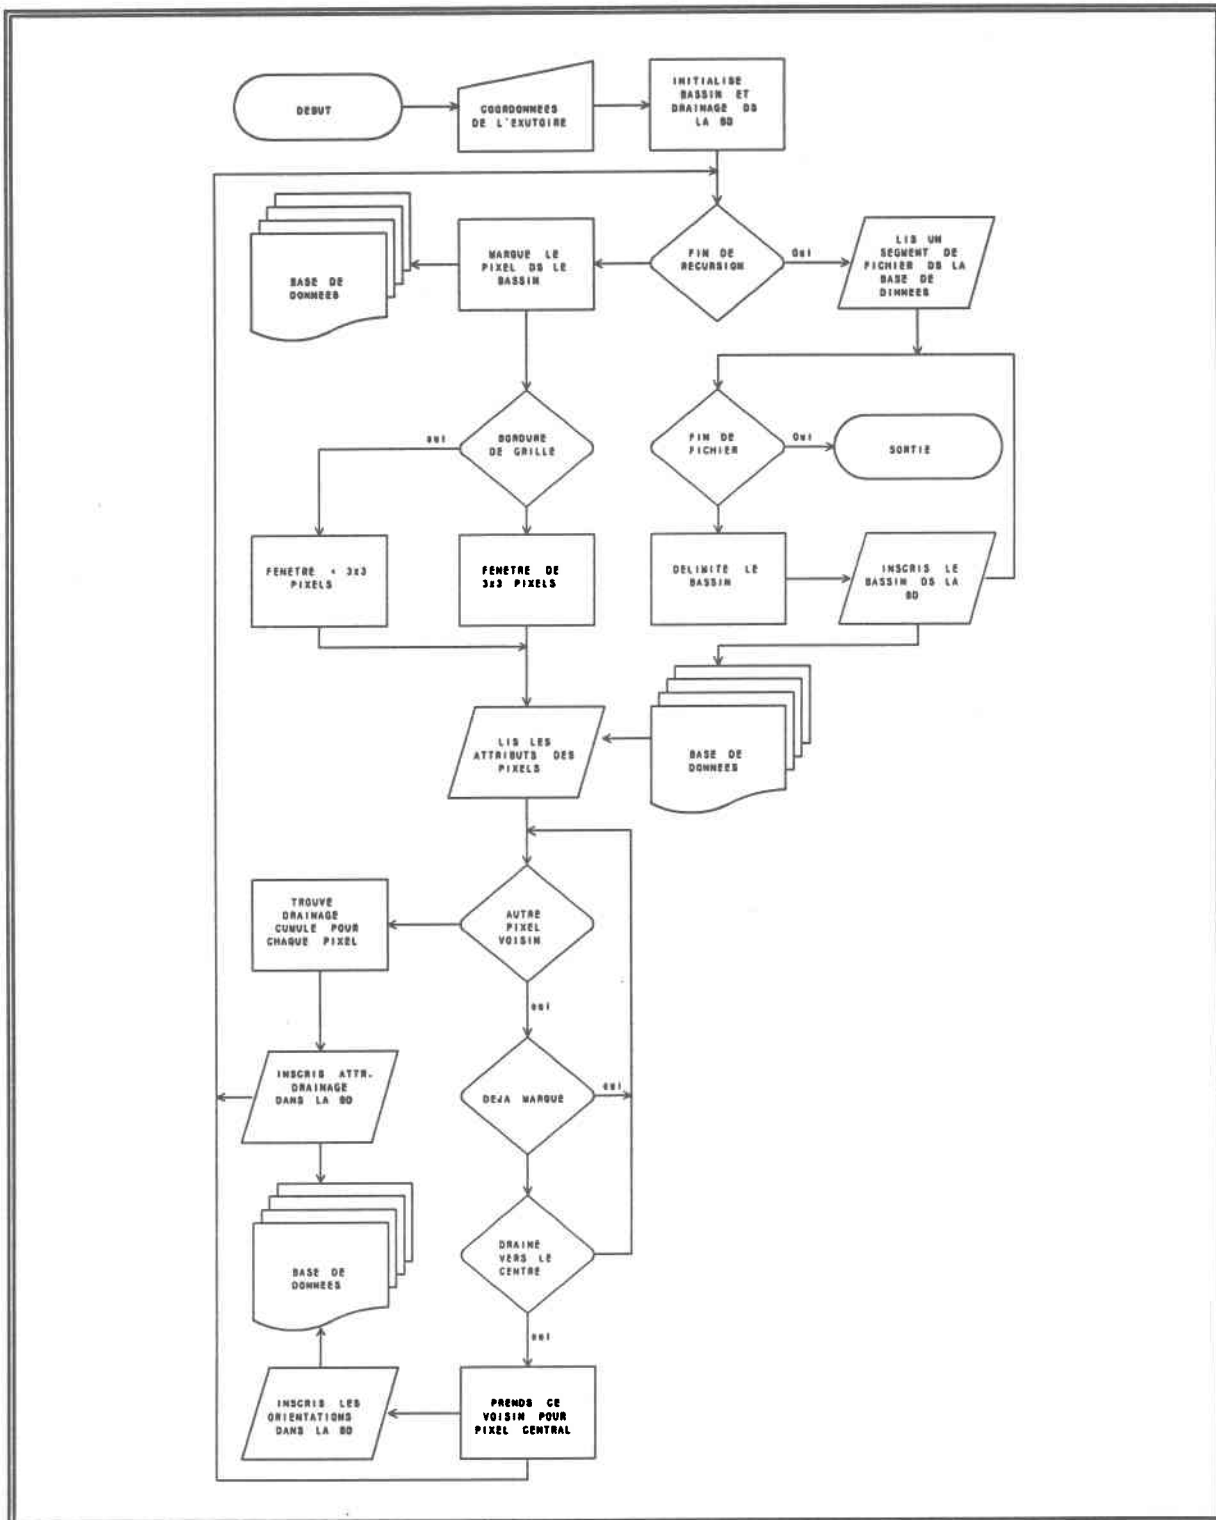 DEBUT
COORDONNEES
DE L'EXUTOIRE
INITIALISE
BASSIN ET
DRAINAGE DS
LA BD
BASE DE
DONNEES
MARQUE LE
PIXEL DS LE
BASSIN
FIN DE
RECURSION
Oui
LIS UN
SEGMENT DE
FICHIER DS LA
BASE DE
DINNEES
oui
BORDURE
DE GRILLE
FIN DE
FICHIER
Oui
SORTIE
FENETRE < 3x3
PIXELS
FENETRE DE
3x3 PIXELS
DELIMITE LE
BASSIN
INSCRIS LE
BASSIN DS LA
BD
LIS LES
ATTRIBUTS DES
PIXELS
BASE DE
DONNEES
TROUVE
DRAINAGE
CUMULE POUR
CHAQUE PIXEL
AUTRE
PIXEL
VOISIN
oui
INSCRIS ATTR.
DRAINAGE
DANS LA BD
DEJA MARQUE
oui
BASE DE
DONNEES
DRAINE
VERS LE
CENTRE
oui
INSCRIS LES
ORIENTATIONS
DANS LA BD
PRENDS CE
VOISIN POUR
PIXEL CENTRAL